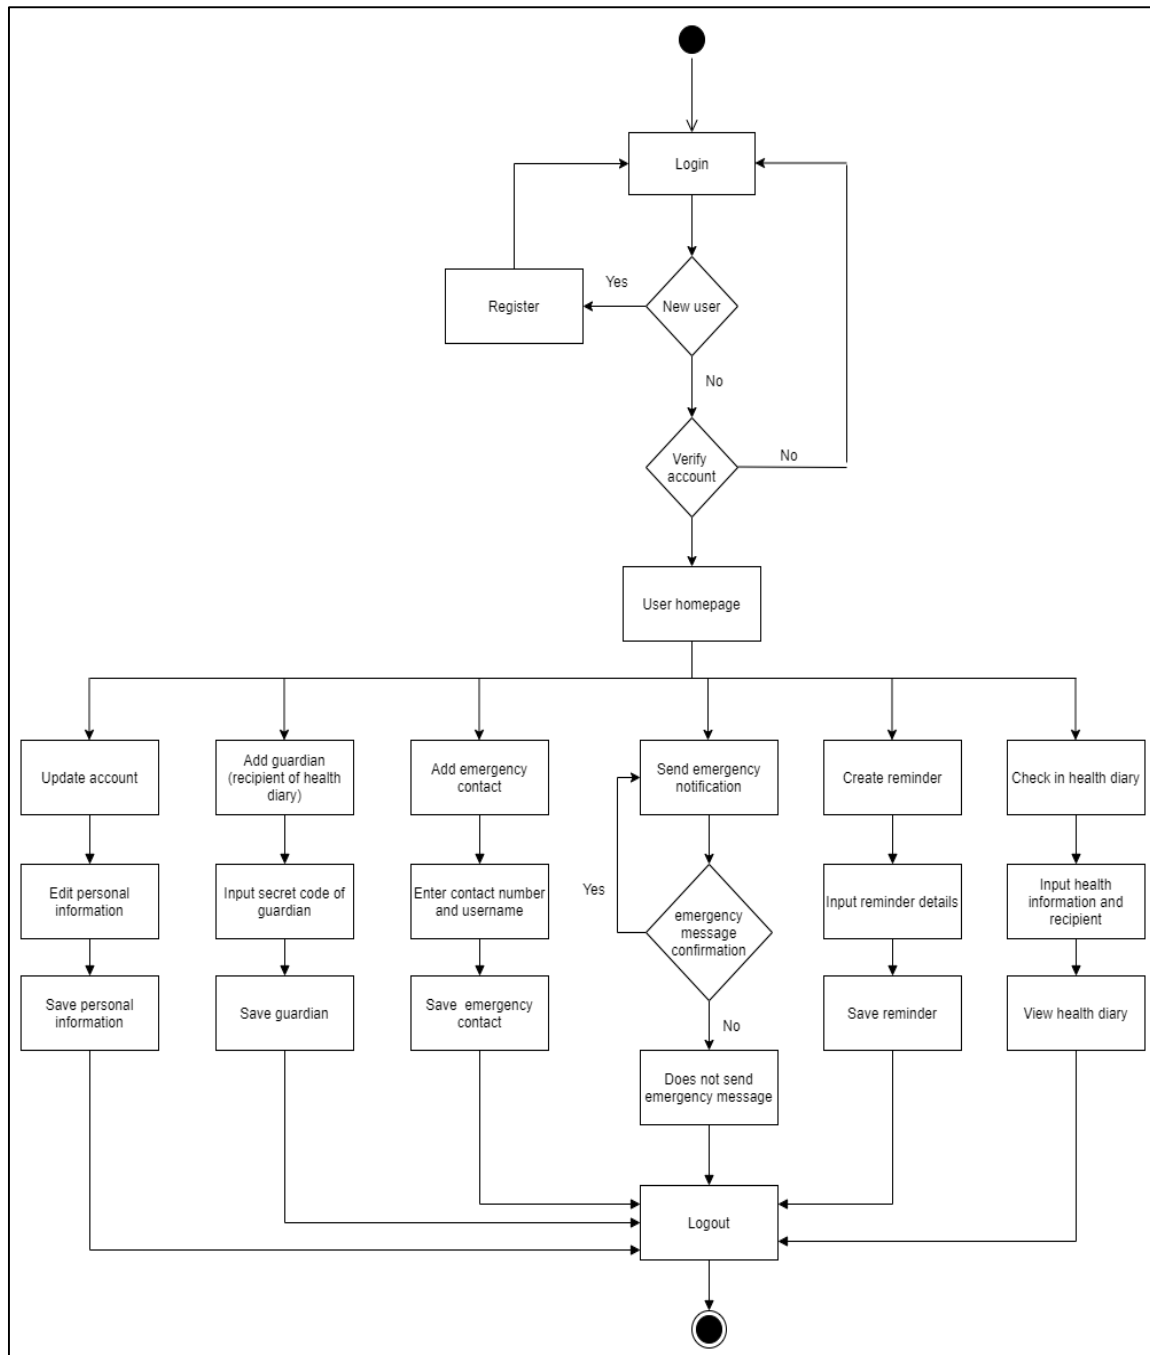 Login
Yes
Register
New user
No
Verify
account
No
User homepage
Update account
Add guardian
(recipient of health
diary)
Add emergency
contact
Send emergency
notification
Create reminder
Check in health diary
Edit personal
information
Input secret code of
guardian
Enter contact number
and username
Yes
emergency
message
confirmation
Input reminder details
Input health
information and
recipient
Save personal
information
Save guardian
Save emergency
contact
No
Save reminder
View health diary
Does not send
emergency message
Logout